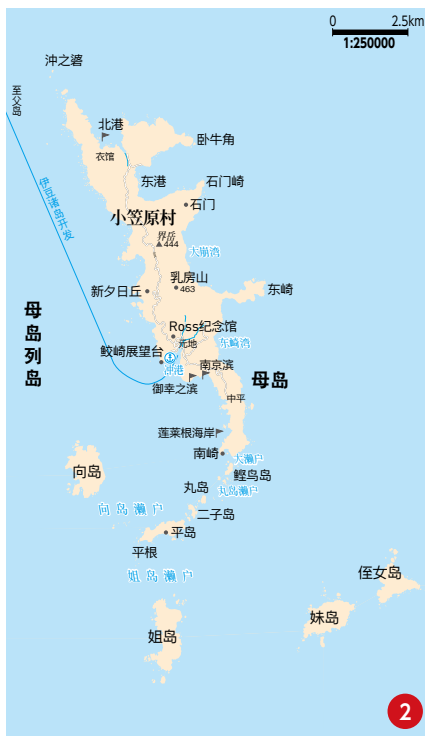 0 2.5km
1:250000
沖之婆
至父岛
北港
卧牛角
衣馆
东港
石门崎
石门
伊豆诸岛开发
小笠原村
界岳
444
大崩湾
乳房山
463
东崎
新夕日丘
母岛列岛
Ross纪念馆
元地
东崎湾
鲛崎展望台
冲港
南京滨
母岛
御幸之滨
中平
莲莱根海岸
南崎
大濑户
鲣鸟岛
向岛
丸岛
丸岛濑户
向岛濑户
二子岛
平岛
平根
姐岛濑户
侄女岛
妹岛
姐岛
2